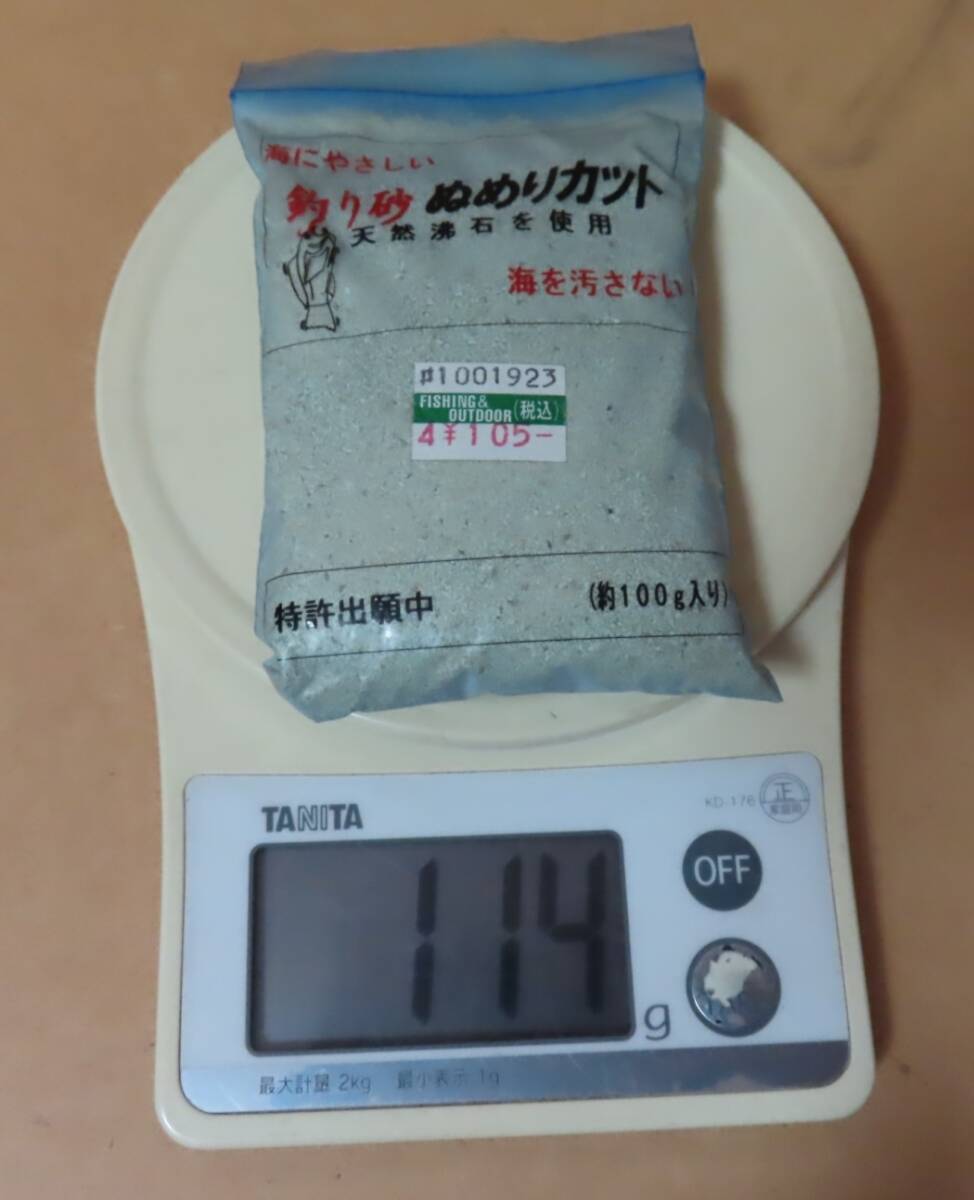 海にやさしい
釣り砂 ぬめりカット
天然沸石を使用
海を汚さない
#1001923
FISHING&
OUTDOOR (税込)
4¥105-
特許出願中 (約100g入り)
TANITA
KD-176
正
OFF
114 g
最大計量 2kg 最小表示 1g